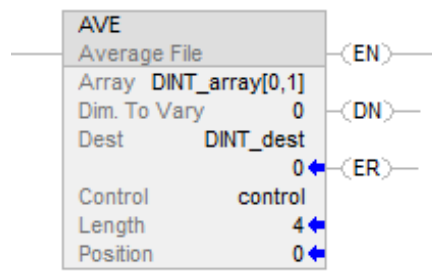 AVE
Average File (EN)
Array DINT_array[0,1]
Dim. To Vary 0 (DN)
Dest DINT_dest
0 (ER)
Control control
Length 4
Position 0